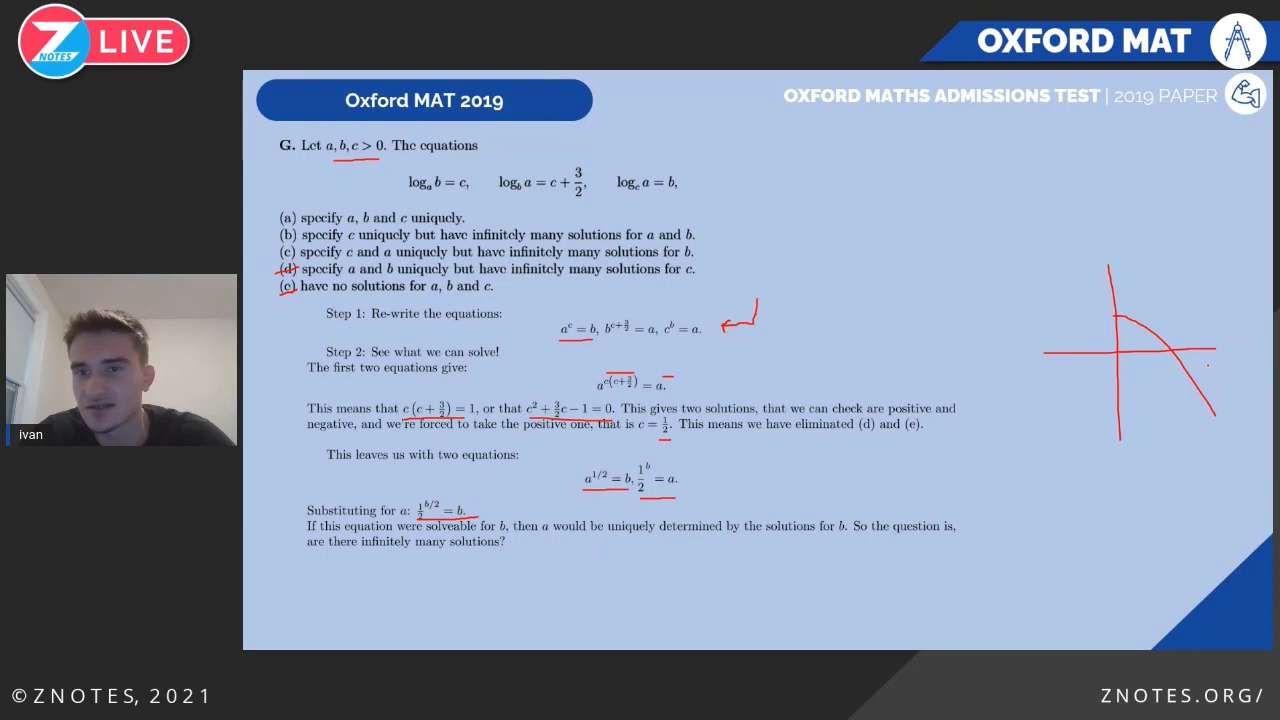 Z LIVE
NOTES
OXFORD MAT
Oxford MAT 2019
OXFORD MATHS ADMISSIONS TEST | 2019 PAPER
G. Let a, b, c > 0. The equations
log_a b = c, log_b a = c + 3/2, log_c a = b,
(a) specify a, b and c uniquely.
(b) specify c uniquely but have infinitely many solutions for a and b.
(c) specify c and a uniquely but have infinitely many solutions for b.
(d) specify a and b uniquely but have infinitely many solutions for c.
(e) have no solutions for a, b and c.
Step 1: Re-write the equations:
a^c = b, b^{c+3/2} = a, c^b = a.
Step 2: See what we can solve!
The first two equations give:
a^{c(c+3/2)} = a.
This means that c(c + 3/2) = 1, or that c² + 3/2c − 1 = 0. This gives two solutions, that we can check are positive and
negative, and we're forced to take the positive one, that is c = 1/2. This means we have eliminated (d) and (e).
This leaves us with two equations:
a^{1/2} = b, 1/2^b = a.
Substituting for a: 1/2^{b/2} = b.
If this equation were solveable for b, then a would be uniquely determined by the solutions for b. So the question is,
are there infinitely many solutions?
ivan
© ZNOTES, 2021
ZNOTES.ORG/